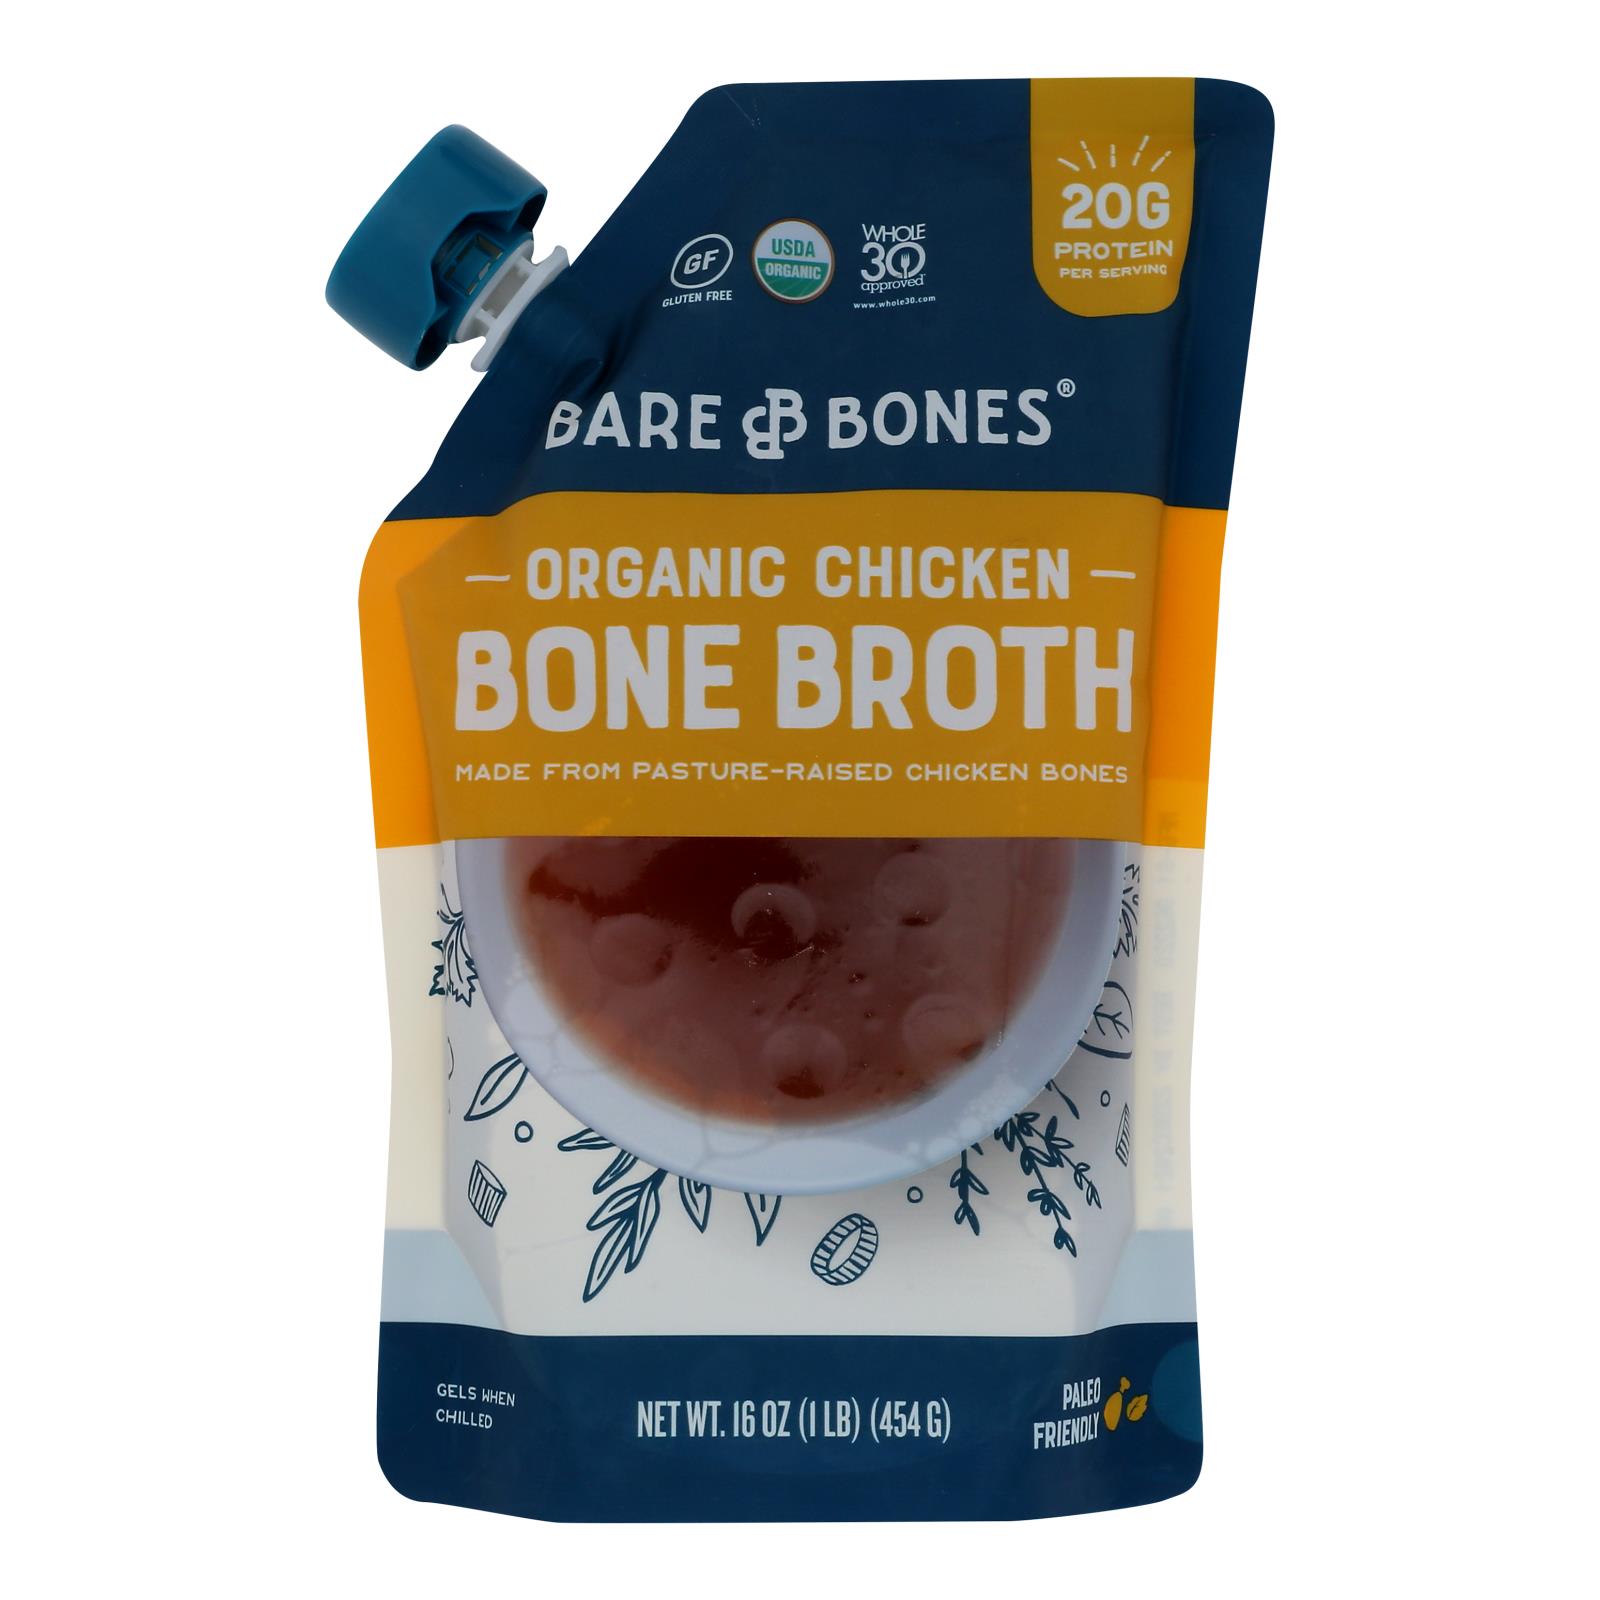 20G
PROTEIN
PER SERVING
GF
GLUTEN FREE
USDA
ORGANIC
WHOLE
30
approved
www.whole30.com
BARE B BONES®
ORGANIC CHICKEN
BONE BROTH
MADE FROM PASTURE-RAISED CHICKEN BONES
GELS WHEN
CHILLED
NET WT. 16 OZ (1 LB) (454 G)
PALEO
FRIENDLY